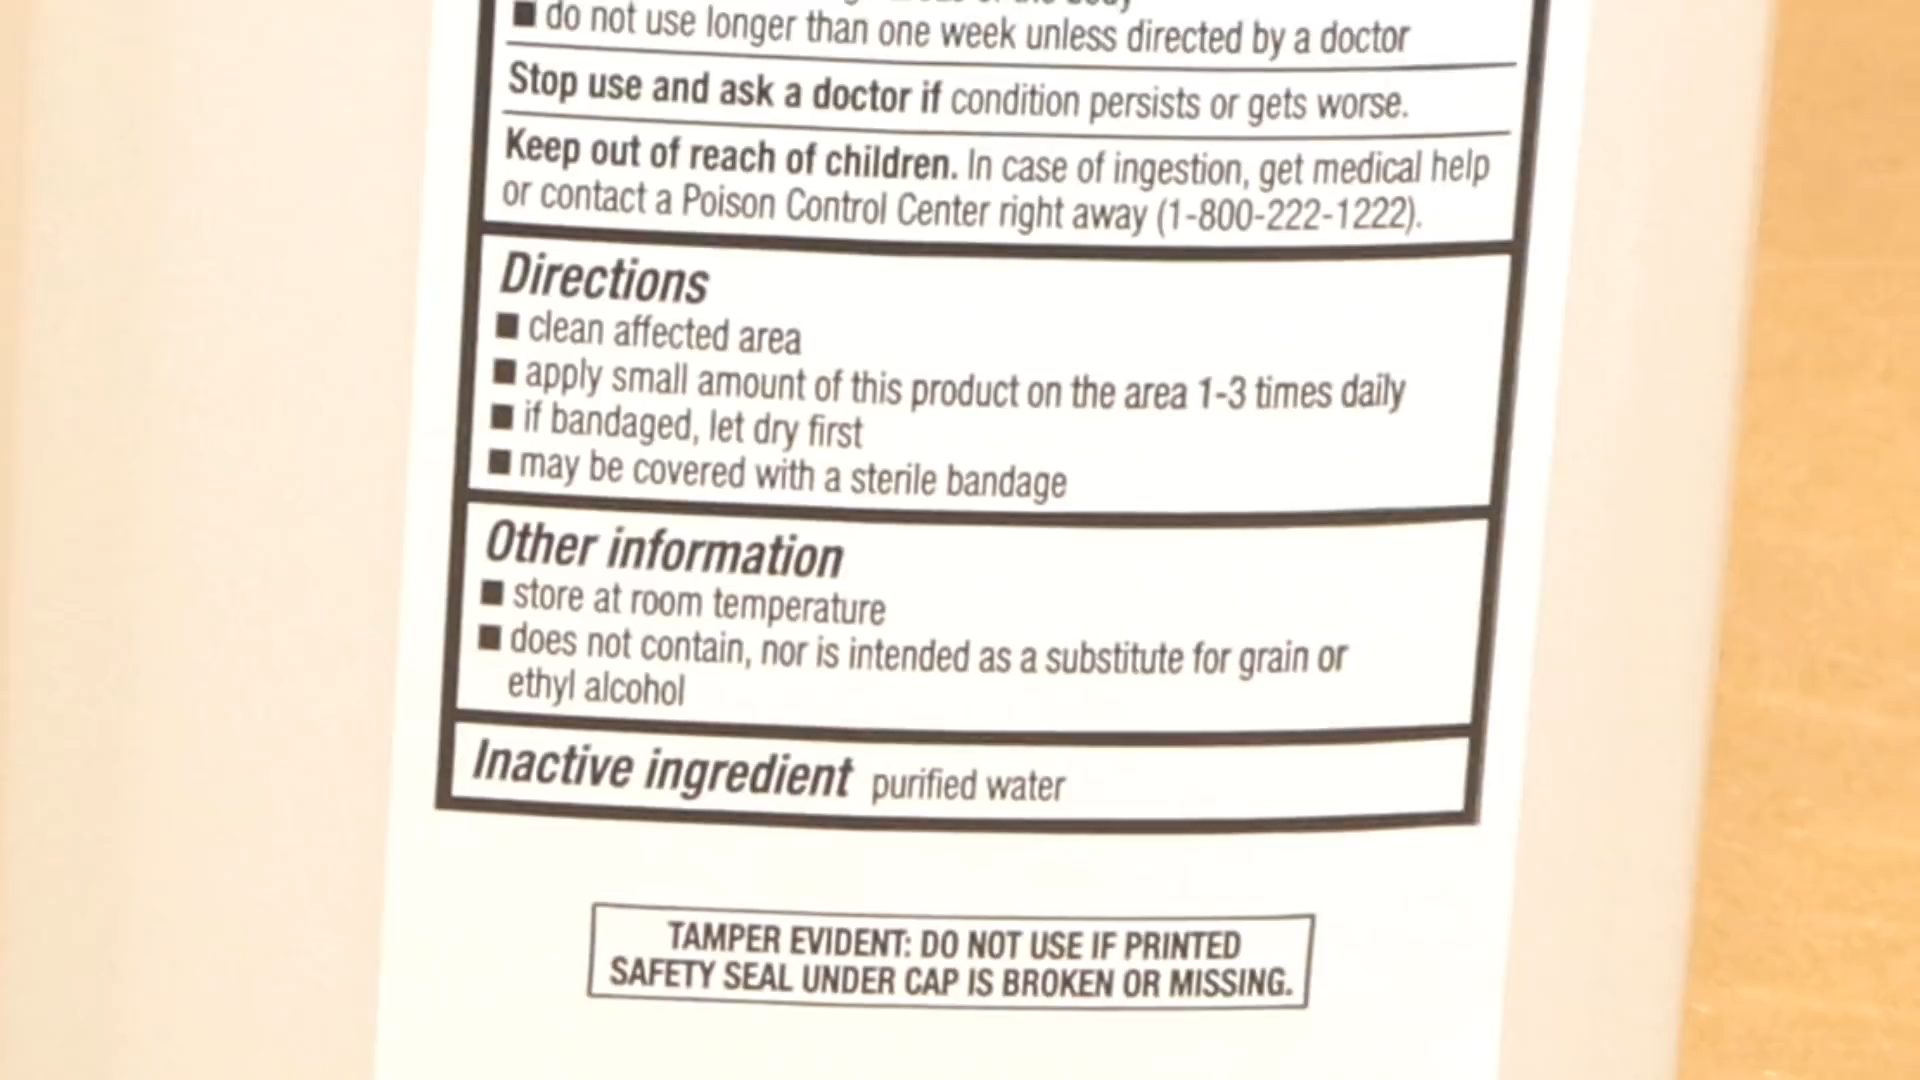 ■ do not use longer than one week unless directed by a doctor
Stop use and ask a doctor if condition persists or gets worse.
Keep out of reach of children. In case of ingestion, get medical help
or contact a Poison Control Center right away (1-800-222-1222).
Directions
■ clean affected area
■ apply small amount of this product on the area 1-3 times daily
■ if bandaged, let dry first
■ may be covered with a sterile bandage
Other information
■ store at room temperature
■ does not contain, nor is intended as a substitute for grain or
ethyl alcohol
Inactive ingredient purified water
TAMPER EVIDENT: DO NOT USE IF PRINTED
SAFETY SEAL UNDER CAP IS BROKEN OR MISSING.